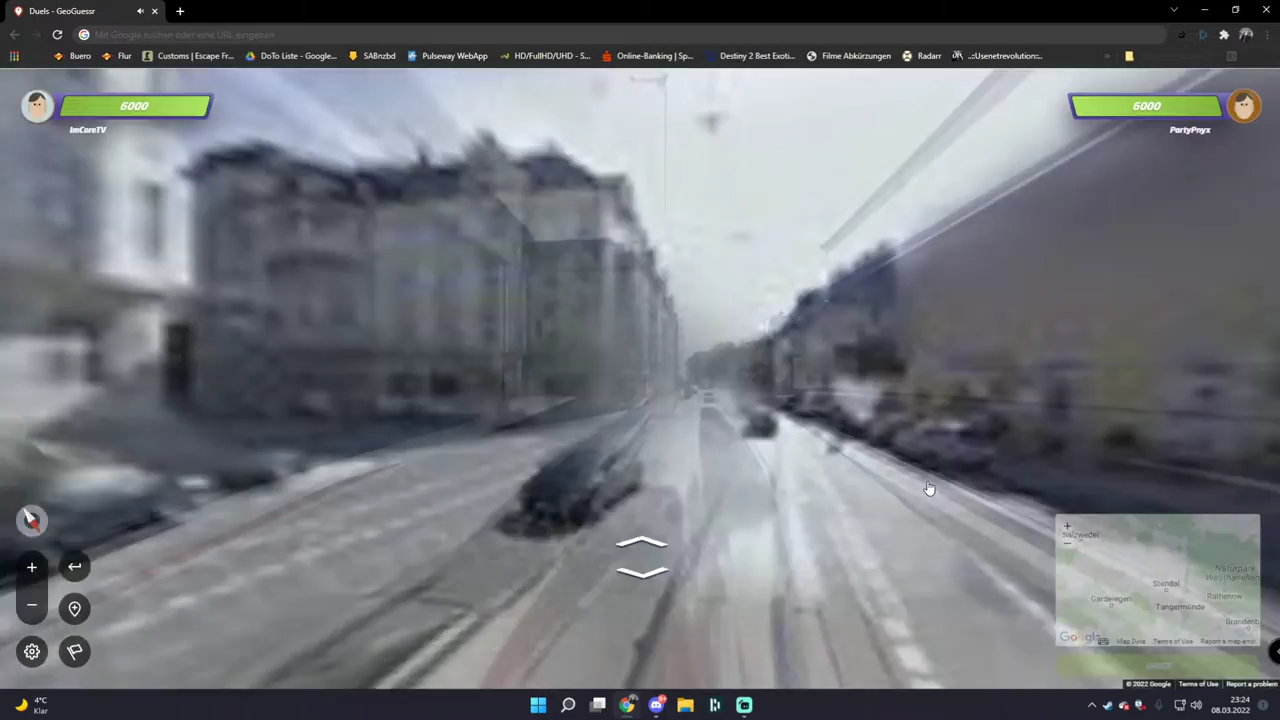 Duels - GeoGuessr
Mit Google suchen oder eine URL eingeben
Buero
Flur
Customs | Escape Fr...
DoTo Liste - Google...
SABnzbd
Pulseway WebApp
HD/FullHD/UHD - S...
Online-Banking | Spa...
Destiny 2 Best Exoti...
Filme Abkürzungen
Radarr
..::Usenetrevolution::..
6000
ImCoreTV
6000
PartyPnyx
Salzwedel
Naturpark
Westhavelland
Stendal
Rathenow
Gardelegen
Tangermünde
Brandenb
Google
Map Data
Terms of Use
Report a map error
© 2022 Google
Terms of Use
Report a problem
4°C
Klar
23:24
08.03.2022